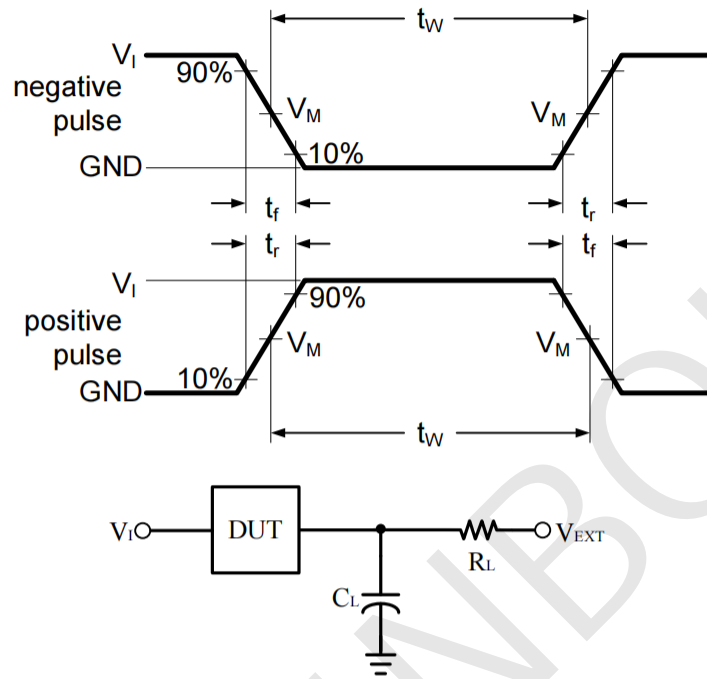 tW
VI
negative
pulse
90%
VM
VM
10%
GND
tf
tr
tr
tf
VI
positive
pulse
90%
VM
VM
10%
GND
tW
VI
DUT
VEXT
RL
CL